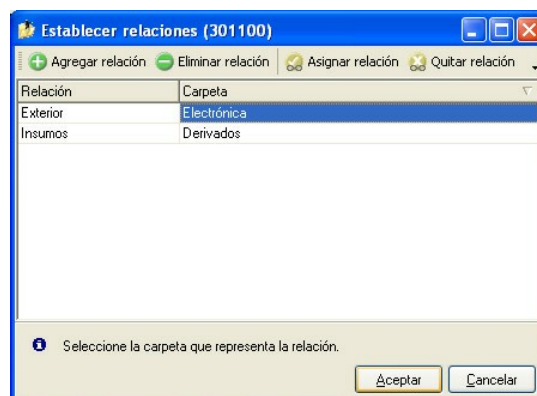 Establecer relaciones (301100)
Agregar relación Eliminar relación Asignar relación Quitar relación
Relación Carpeta
Exterior Electrónica
Insumos Derivados
Seleccione la carpeta que representa la relación.
Aceptar Cancelar